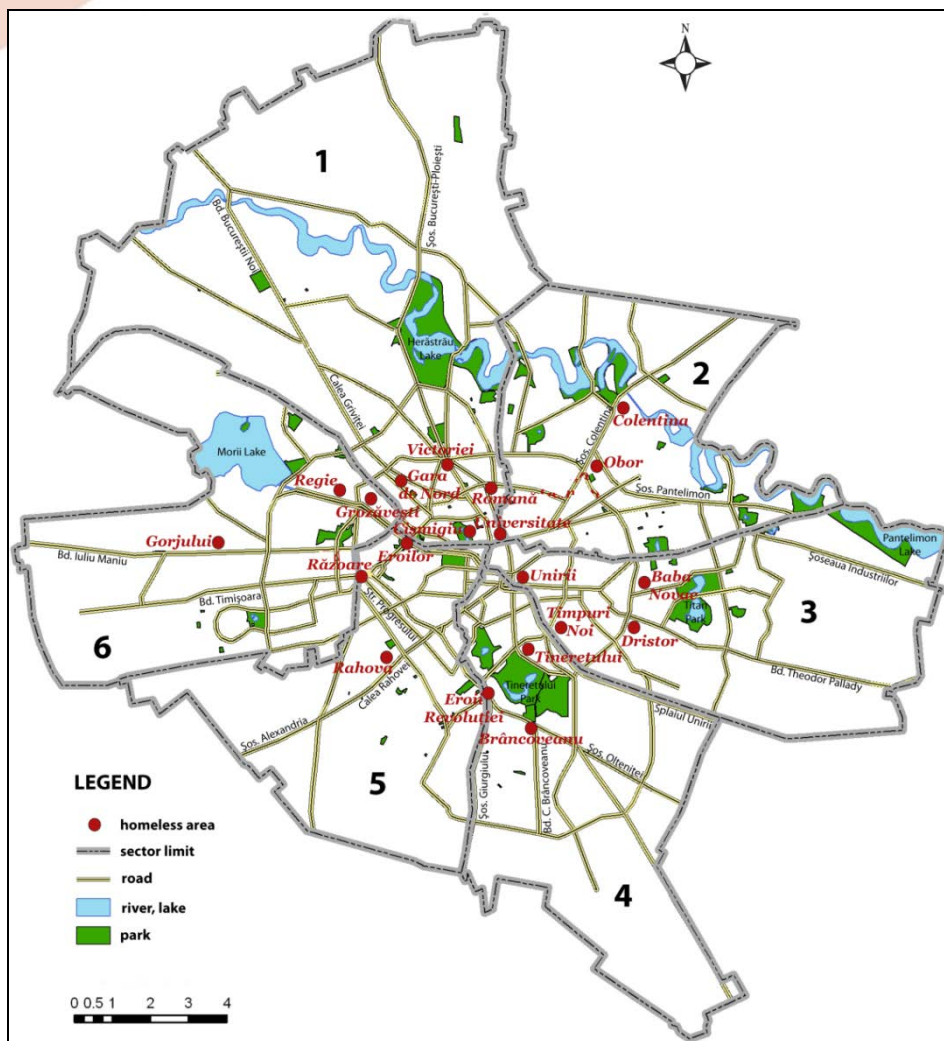 N
1
Şos. Bucureşti-Ploieşti
Bd. Bucureştii Noi
Herăstrău
Lake
Calea Griviţei
2
Colentina
Şos. Colentina
Morii Lake
Victoriei
Obor
Gara
de Nord
Regie
Română
Şos. Pantelimon
Grozăveşti
Cişmigiu
Universitate
Gorjului
Eroilor
Pantelimon
Lake
Bd. Iuliu Maniu
Şoseaua Industriilor
Răzoare
Unirii
Baba
Novac
Bd. Timişoara
Str. Progresului
Titan
Park
Timpuri
Noi
3
6
Dristor
Rahova
Calea Rahovei
Tineretului
Bd. Theodor Pallady
Tineretului
Park
Eroii
Revoluţiei
Splaiul Unirii
Şos. Alexandria
Brâncoveanu
Şos. Olteniţei
5
Şos. Giurgiului
Bd. C. Brâncoveanu
4
LEGEND
homeless area
sector limit
road
river, lake
park
0 0.5 1 2 3 4